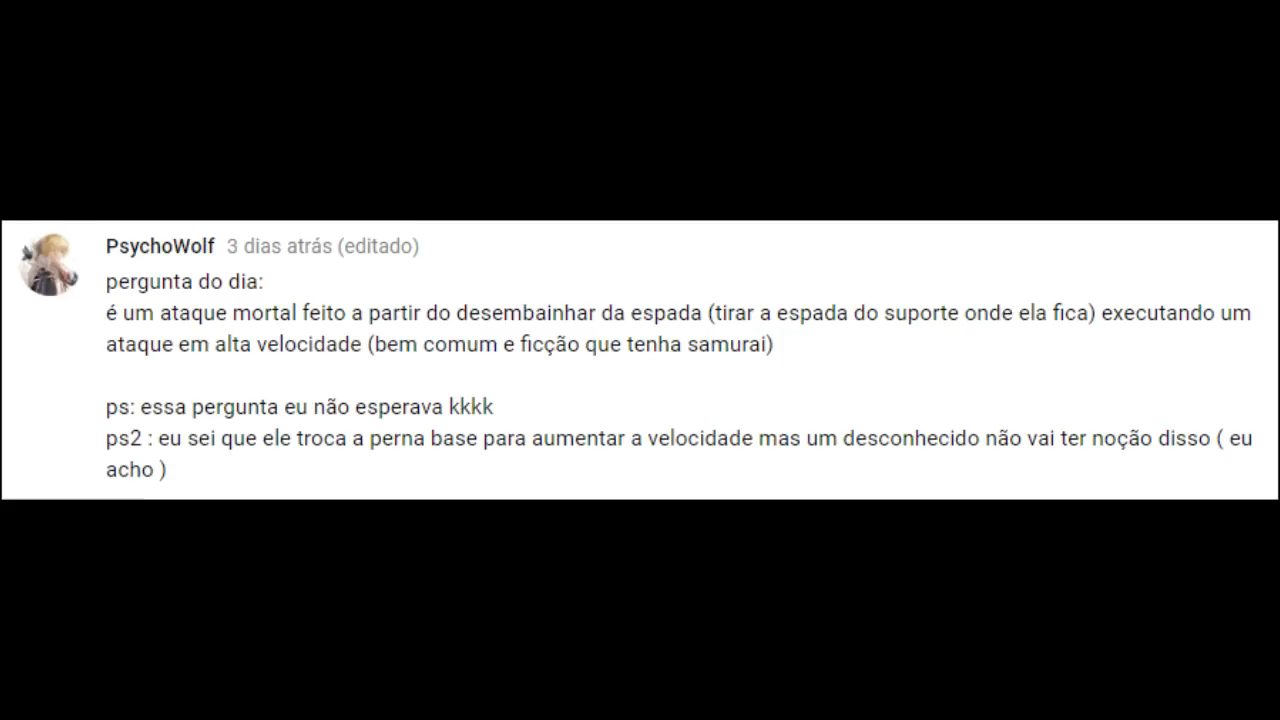 PsychoWolf 3 dias atrás (editado)
pergunta do dia:
é um ataque mortal feito a partir do desembainhar da espada (tirar a espada do suporte onde ela fica) executando um
ataque em alta velocidade (bem comum e ficção que tenha samurai)
ps: essa pergunta eu não esperava kkkk
ps2 : eu sei que ele troca a perna base para aumentar a velocidade mas um desconhecido não vai ter noção disso ( eu
acho )